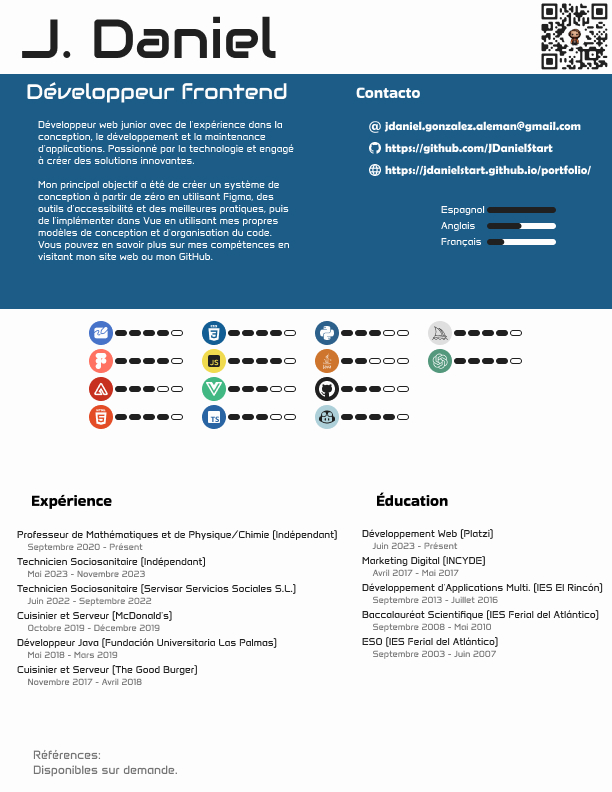 J. Daniel
Développeur Frontend
Développeur web junior avec de l'expérience dans la
conception, le développement et la maintenance
d'applications. Passionné par la technologie et engagé
à créer des solutions innovantes.
Mon principal objectif a été de créer un système de
conception à partir de zéro en utilisant Figma, des
outils d'accessibilité et des meilleures pratiques, puis
de l'implémenter dans Vue en utilisant mes propres
modèles de conception et d'organisation du code.
Vous pouvez en savoir plus sur mes compétences en
visitant mon site web ou mon GitHub.
Contacto
jdaniel.gonzalez.aleman@gmail.com
https://github.com/JDanielStart
https://jdanielstart.github.io/portfolio/
Espagnol
Anglais
Français
JS
TS
Expérience
Professeur de Mathématiques et de Physique/Chimie (Indépendant)
Septembre 2020 - Présent
Technicien Sociosanitaire (Indépendant)
Mai 2023 - Novembre 2023
Technicien Sociosanitaire (Servisar Servicios Sociales S.L.)
Juin 2022 - Septembre 2022
Cuisinier et Serveur (McDonald's)
Octobre 2019 - Décembre 2019
Développeur Java (Fundación Universitaria Las Palmas)
Mai 2018 - Mars 2019
Cuisinier et Serveur (The Good Burger)
Novembre 2017 - Avril 2018
Éducation
Développement Web (Platzi)
Juin 2023 - Présent
Marketing Digital (INCYDE)
Avril 2017 - Mai 2017
Développement d'Applications Multi. (IES El Rincón)
Septembre 2013 - Juillet 2016
Baccalauréat Scientifique (IES Ferial del Atlántico)
Septembre 2008 - Mai 2010
ESO (IES Ferial del Atlántico)
Septembre 2003 - Juin 2007
Références:
Disponibles sur demande.